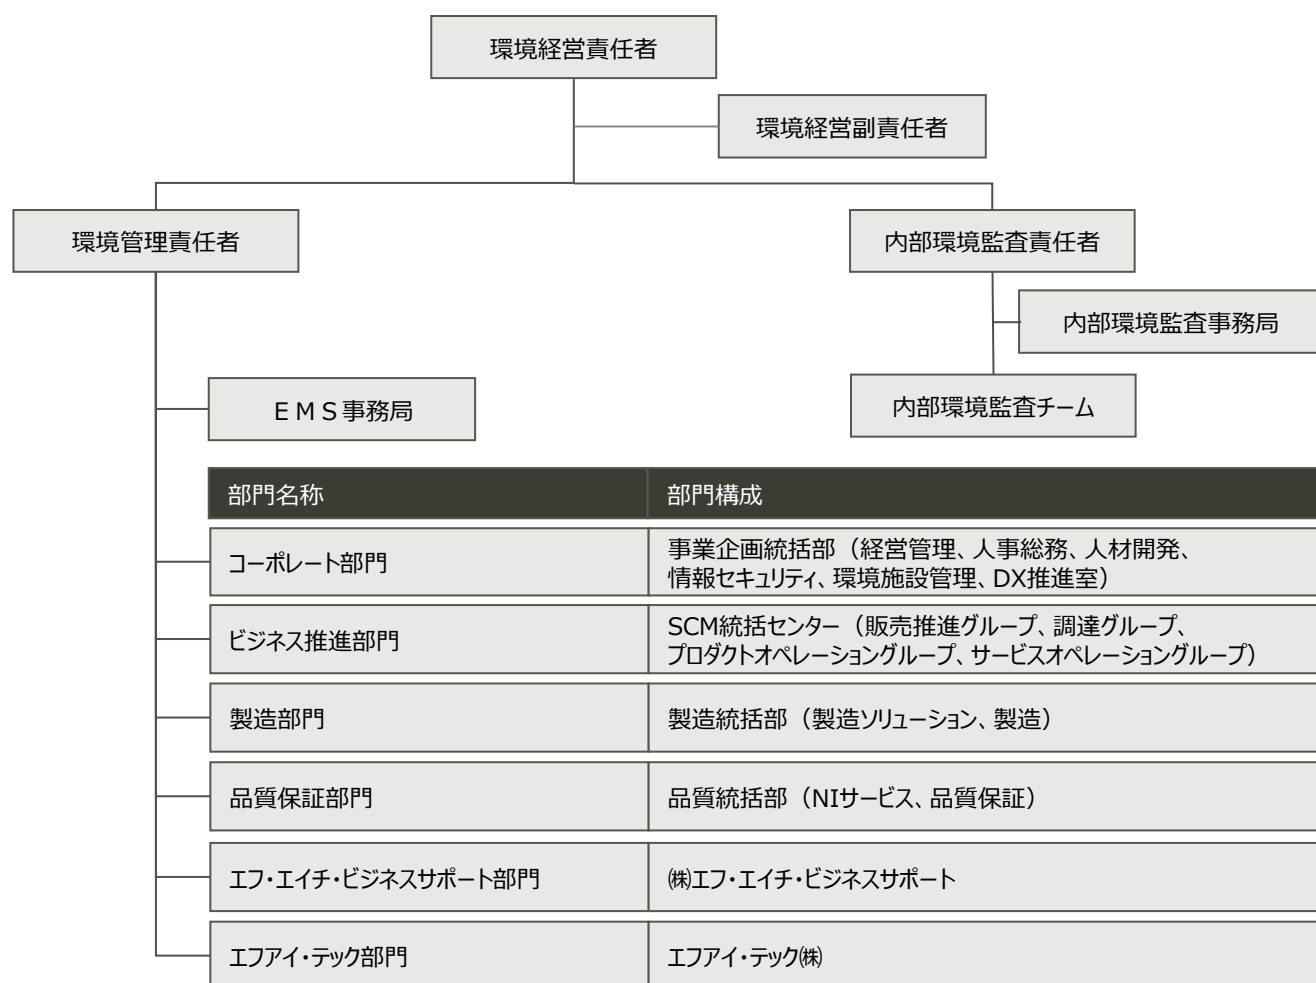 環境経営責任者
環境経営副責任者
環境管理責任者
内部環境監査責任者
内部環境監査事務局
EMS事務局
内部環境監査チーム
部門名称 部門構成
コーポレート部門
事業企画統括部（経営管理、人事総務、人材開発、
情報セキュリティ、環境施設管理、DX推進室）
ビジネス推進部門
SCM統括センター（販売推進グループ、調達グループ、
プロダクトオペレーショングループ、サービスオペレーショングループ）
製造部門
製造統括部（製造ソリューション、製造）
品質保証部門
品質統括部（NIサービス、品質保証）
エフ・エイチ・ビジネスサポート部門
㈱エフ・エイチ・ビジネスサポート
エフアイ・テック部門
エフアイ・テック㈱